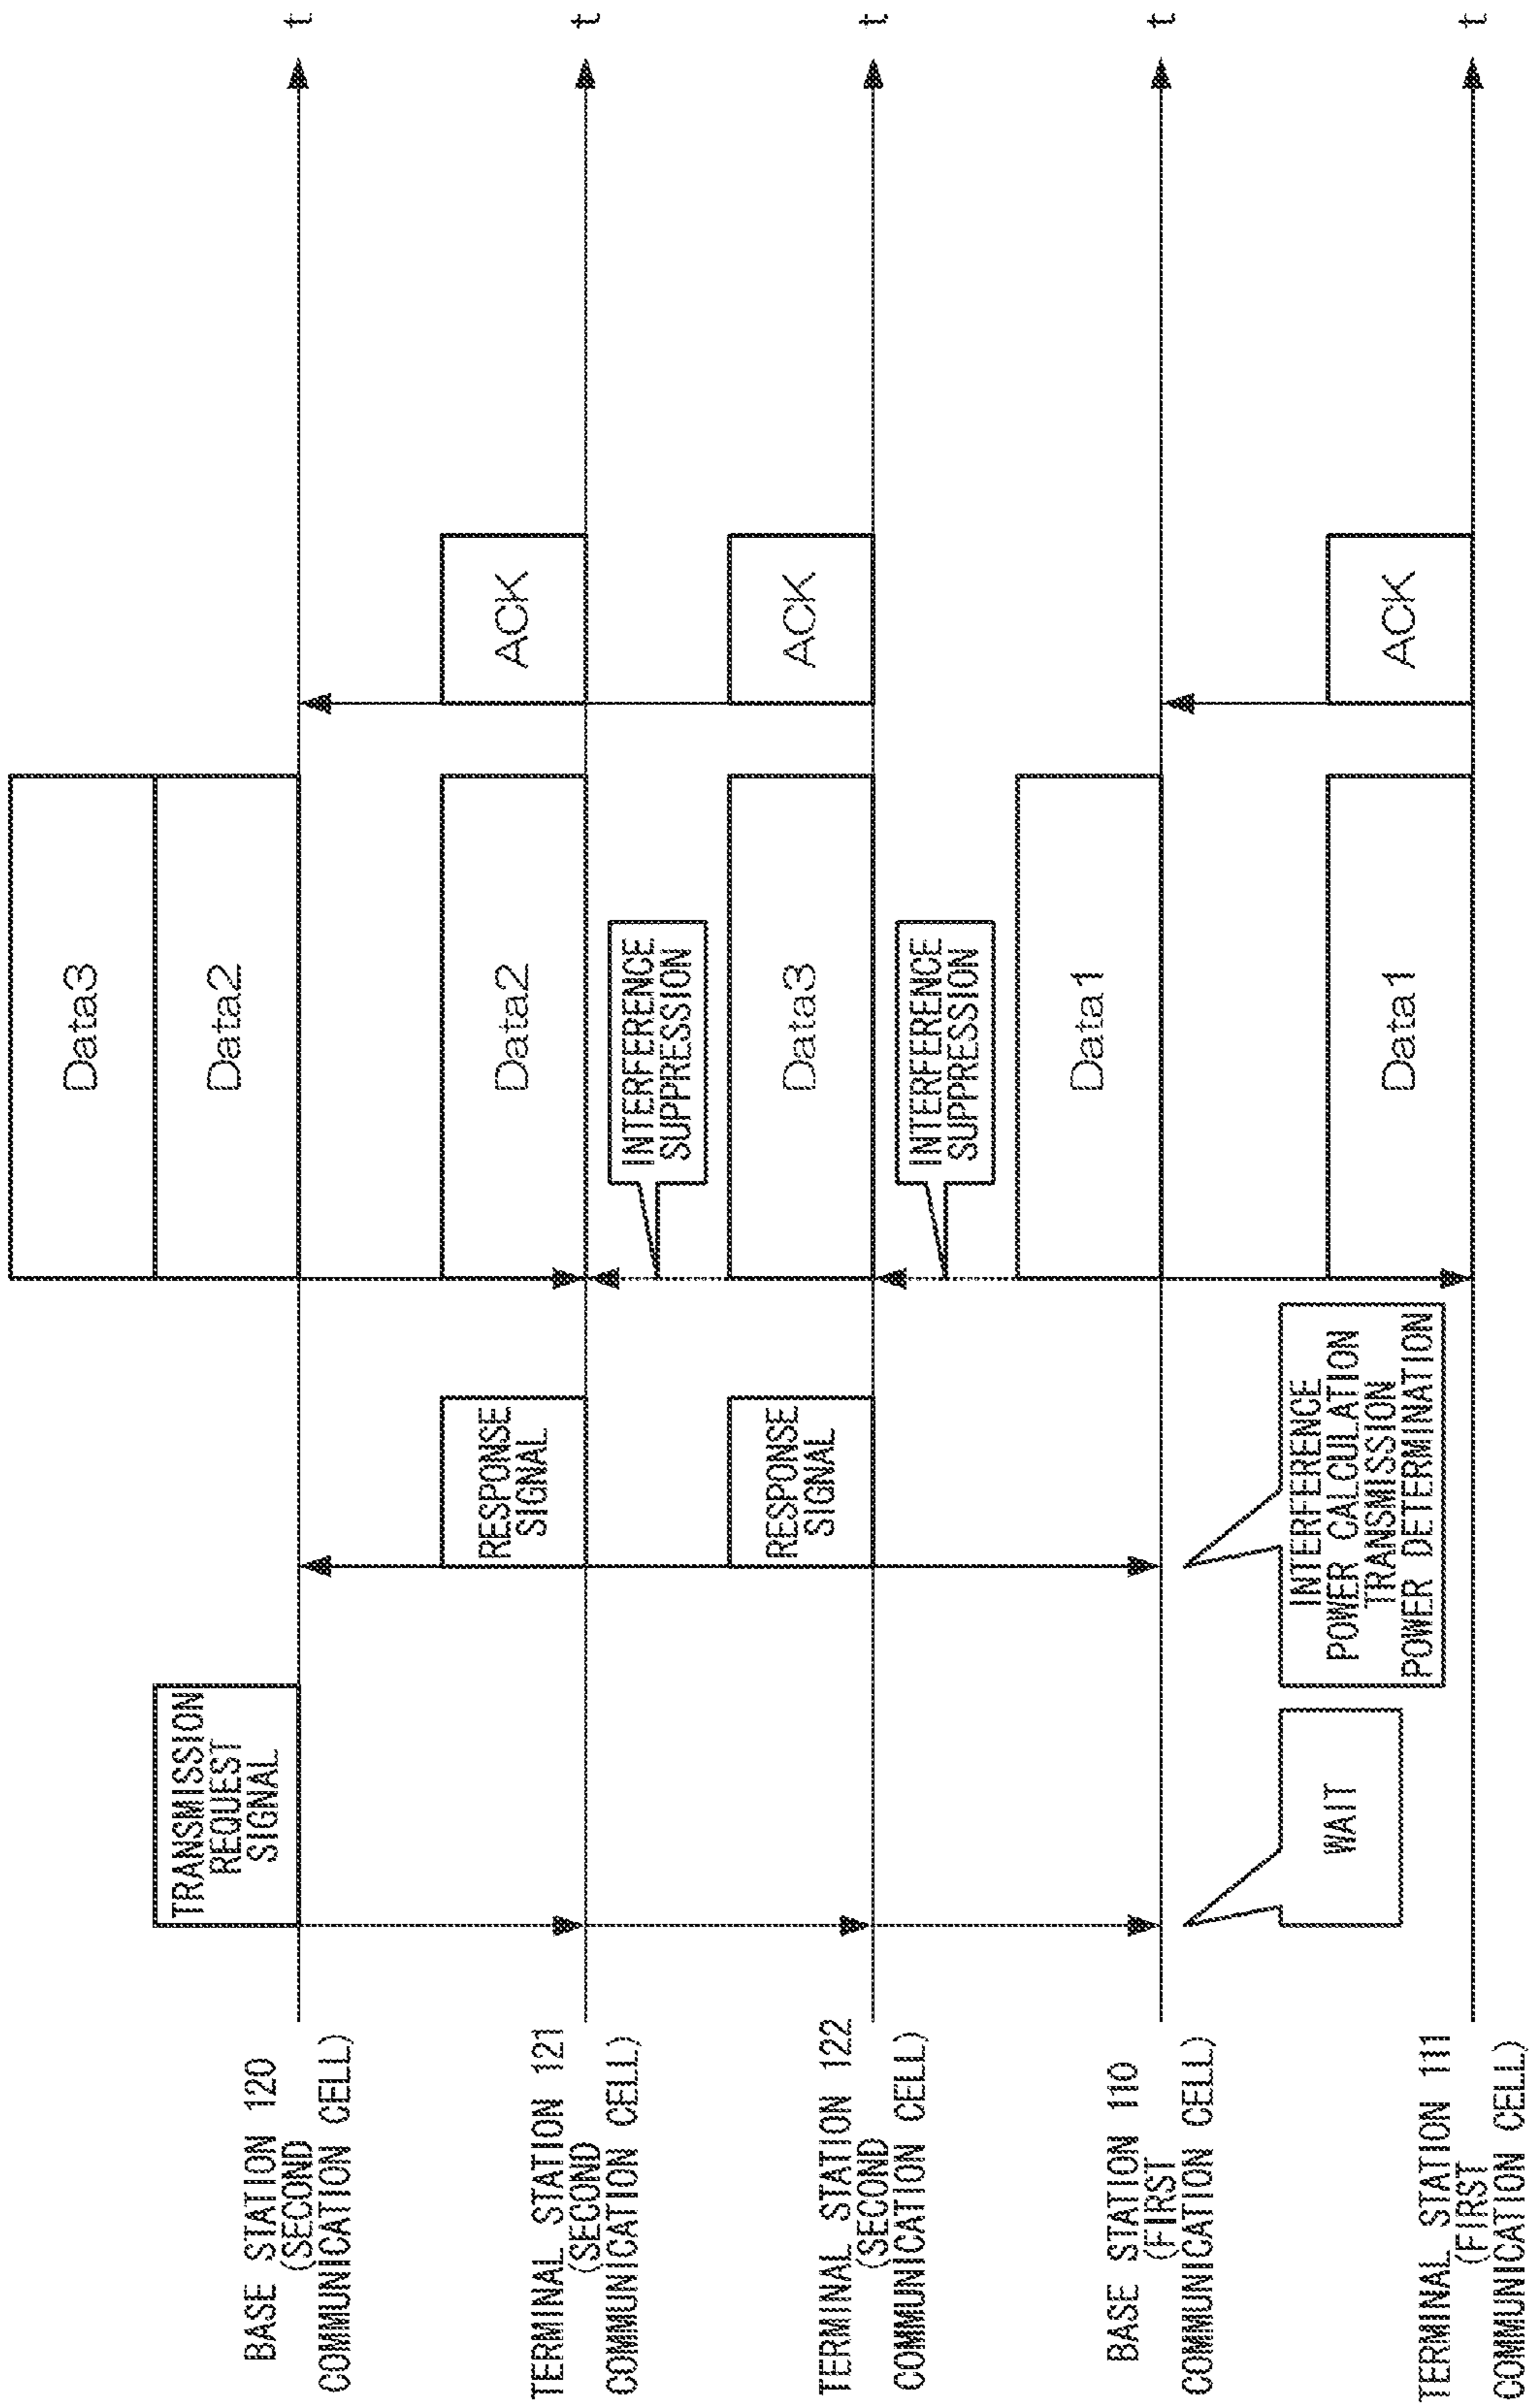 BASE STATION 120
(SECOND
COMMUNICATION CELL)
TRANSMISSION
REQUEST
SIGNAL
Data3
Data2
t
TERMINAL STATION 121
(SECOND
COMMUNICATION CELL)
RESPONSE
SIGNAL
Data2
ACK
t
INTERFERENCE
SUPPRESSION
TERMINAL STATION 122
(SECOND
COMMUNICATION CELL)
RESPONSE
SIGNAL
Data3
ACK
t
INTERFERENCE
SUPPRESSION
BASE STATION 110
(FIRST
COMMUNICATION CELL)
Data1
t
WAIT
INTERFERENCE
POWER CALCULATION
TRANSMISSION
POWER DETERMINATION
TERMINAL STATION 111
(FIRST
COMMUNICATION CELL)
Data1
ACK
t